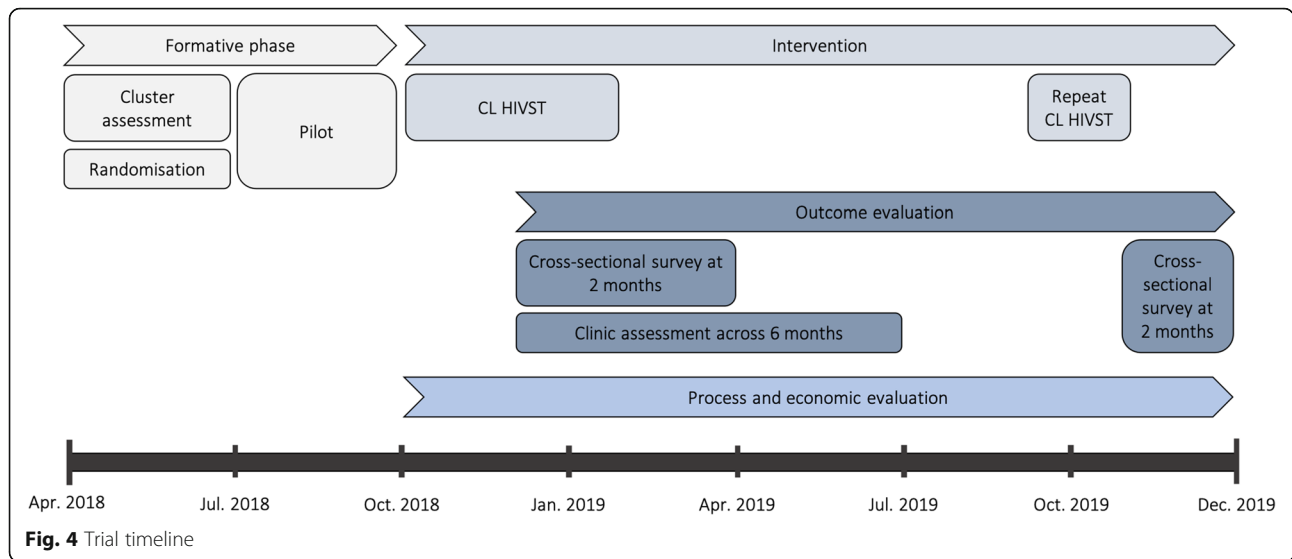 Formative phase
Intervention
Cluster
assessment
Randomisation
Pilot
CL HIVST
Repeat
CL HIVST
Outcome evaluation
Cross-sectional survey at
2 months
Clinic assessment across 6 months
Cross-
sectional
survey at
2 months
Process and economic evaluation
Apr. 2018
Jul. 2018
Oct. 2018
Jan. 2019
Apr. 2019
Jul. 2019
Oct. 2019
Dec. 2019
Fig. 4 Trial timeline